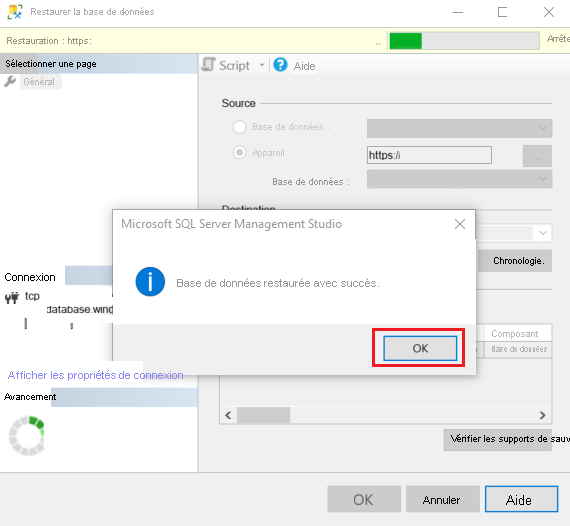 Restaurer la base de données
Restauration : https:
Arrête
Sélectionner une page
Général
Script
Aide
Source
Base de données :
Appareil :
https://
...
Base de données :
Destination
Chronologie.
Microsoft SQL Server Management Studio
Base de données restaurée avec succès.
OK
Connexion
tcp
database.wind
Composant
Base de données
Afficher les propriétés de connexion
Avancement
Vérifier les supports de sauv
OK
Annuler
Aide